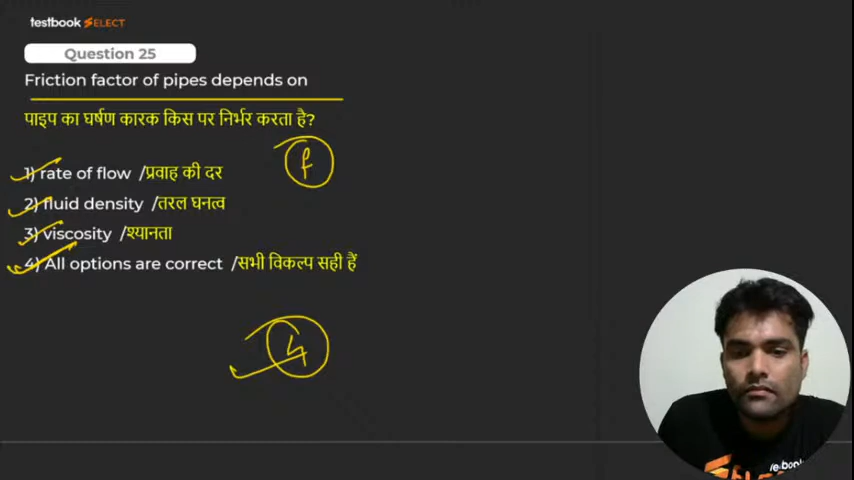 testbook SELECT
Question 25
Friction factor of pipes depends on
पाइप का घर्षण कारक किस पर निर्भर करता है?
f
1) rate of flow /प्रवाह की दर
2) fluid density /तरल घनत्व
3) viscosity /श्यानता
4) All options are correct /सभी विकल्प सही हैं
4